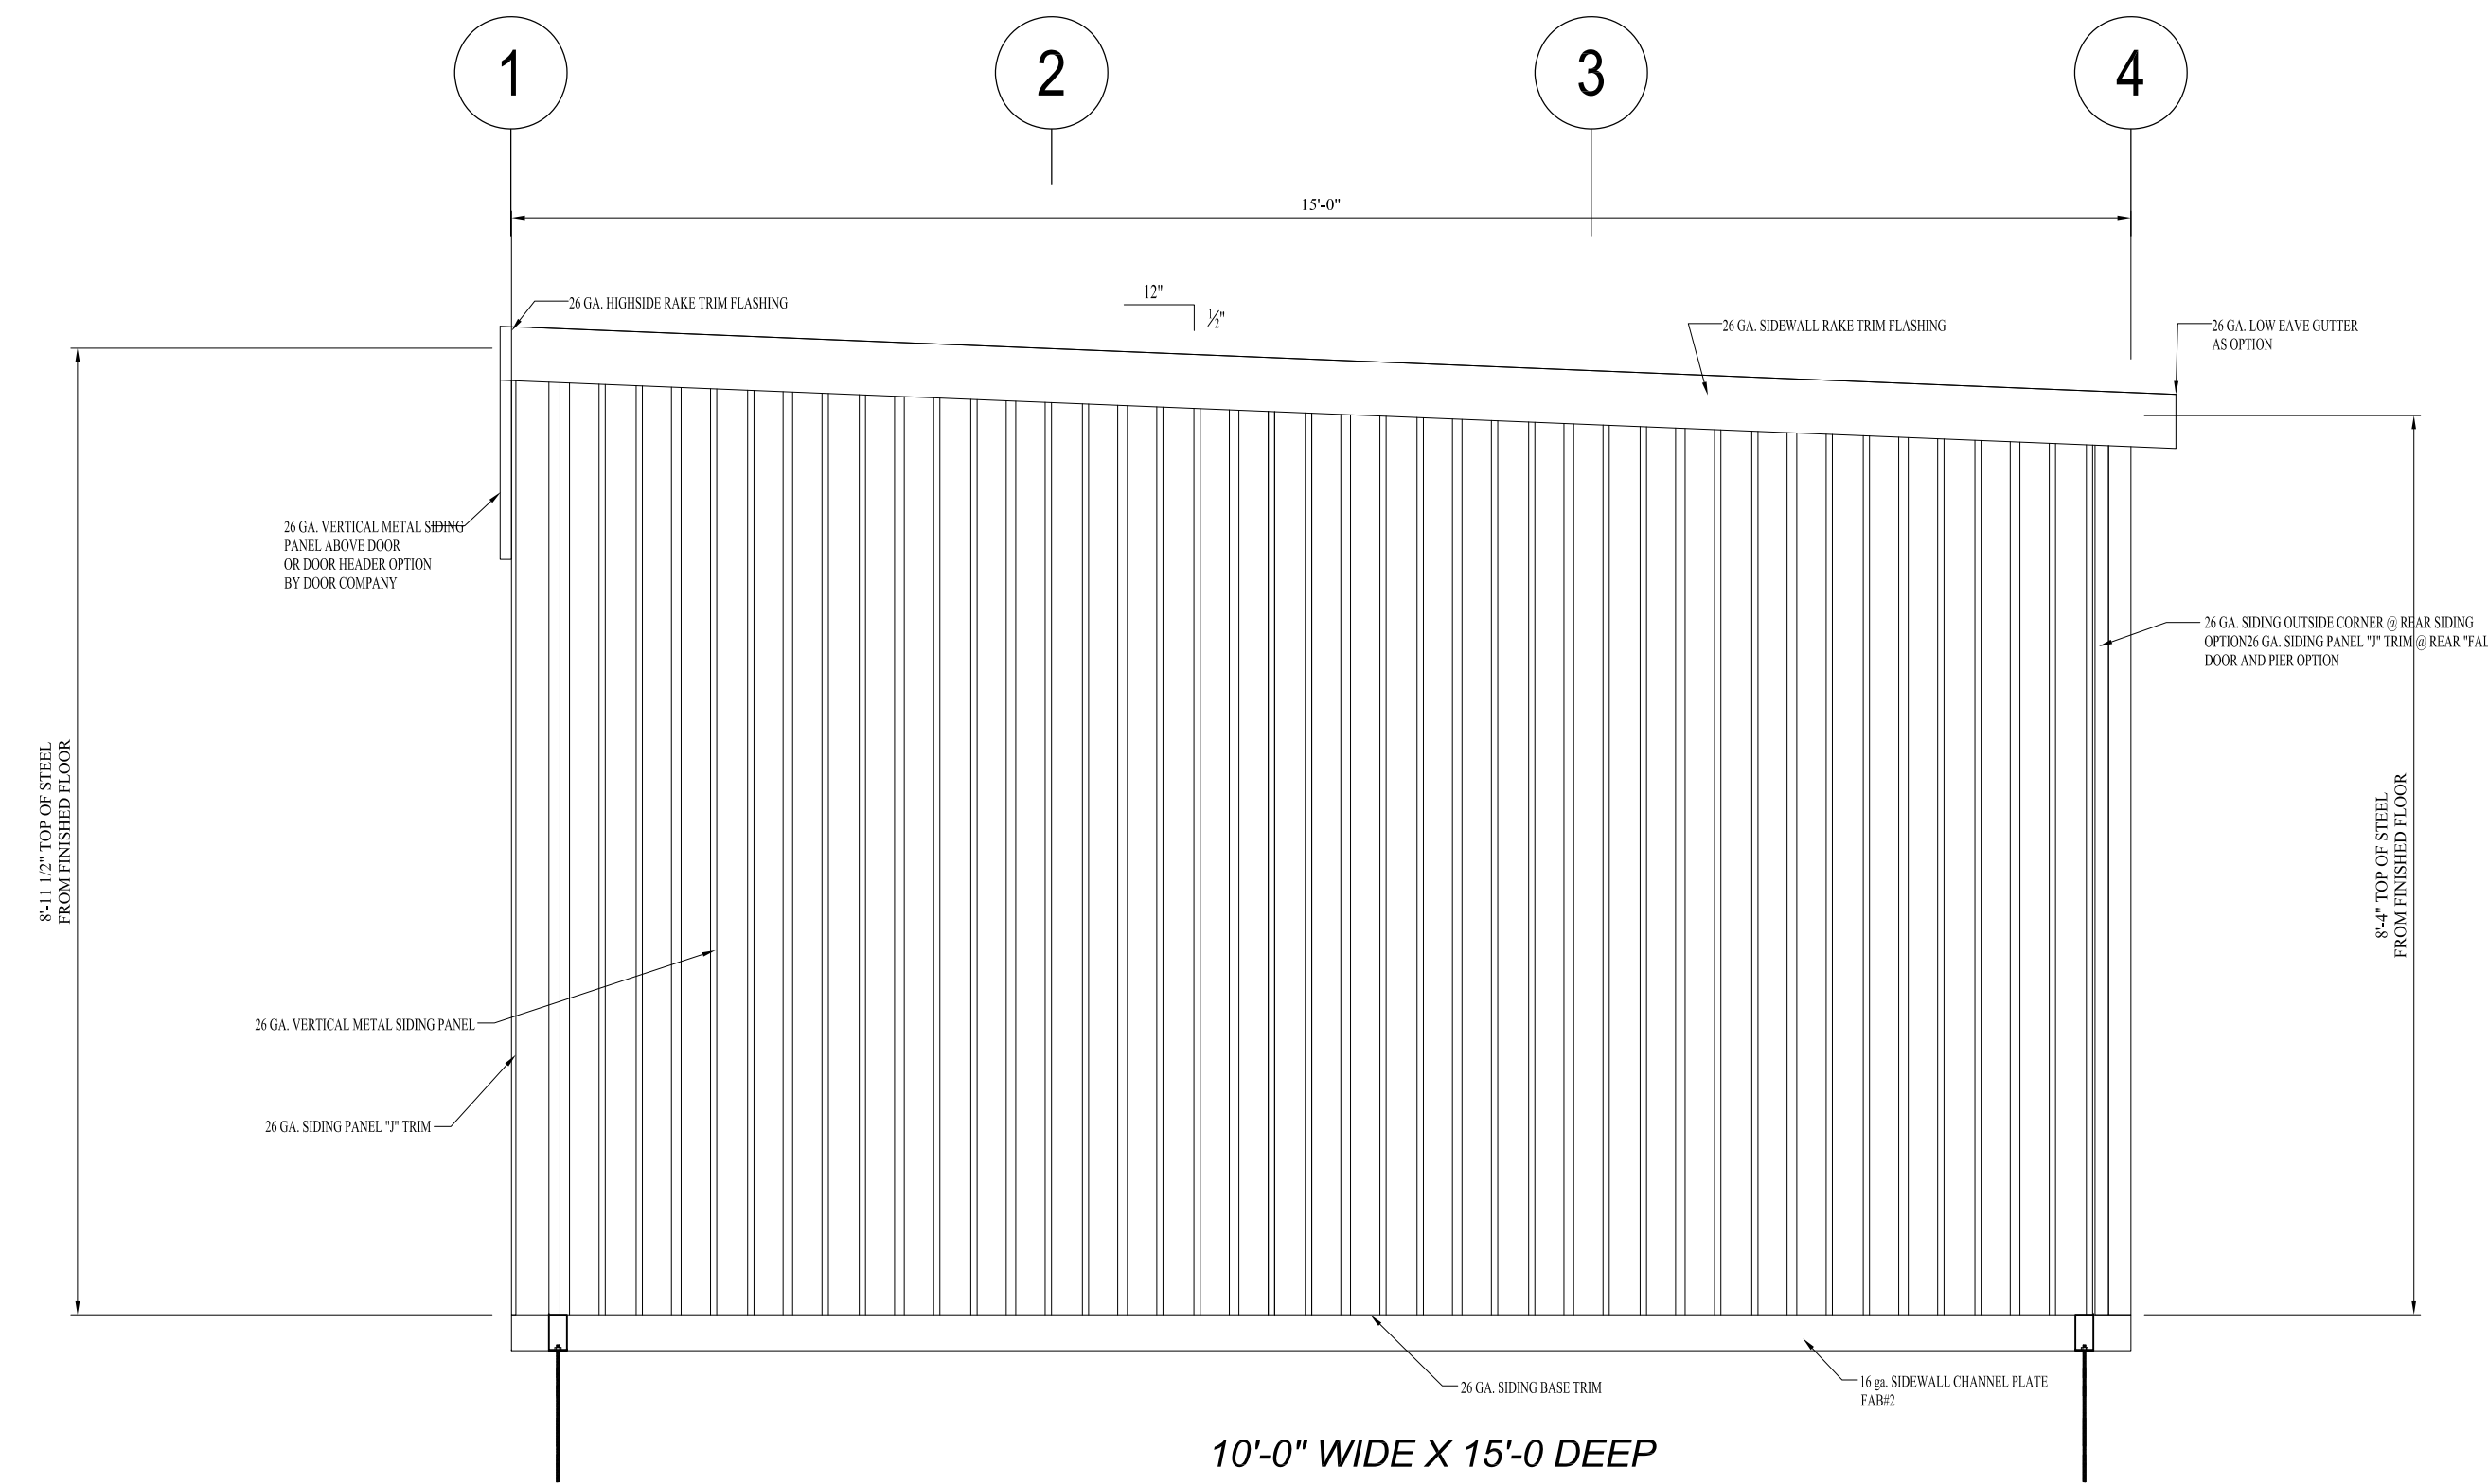 1
2
3
4
15'-0"
12"
1/2"
26 GA. HIGHSIDE RAKE TRIM FLASHING
26 GA. SIDEWALL RAKE TRIM FLASHING
26 GA. LOW EAVE GUTTER
AS OPTION
26 GA. VERTICAL METAL SIDING
PANEL ABOVE DOOR
OR DOOR HEADER OPTION
BY DOOR COMPANY
26 GA. SIDING OUTSIDE CORNER @ REAR SIDING
OPTION26 GA. SIDING PANEL "J" TRIM @ REAR "FAL
DOOR AND PIER OPTION
8'-11 1/2" TOP OF STEEL
FROM FINISHED FLOOR
8'-4" TOP OF STEEL
FROM FINISHED FLOOR
26 GA. VERTICAL METAL SIDING PANEL
26 GA. SIDING PANEL "J" TRIM
26 GA. SIDING BASE TRIM
16 ga. SIDEWALL CHANNEL PLATE
FAB#2
10'-0" WIDE X 15'-0 DEEP